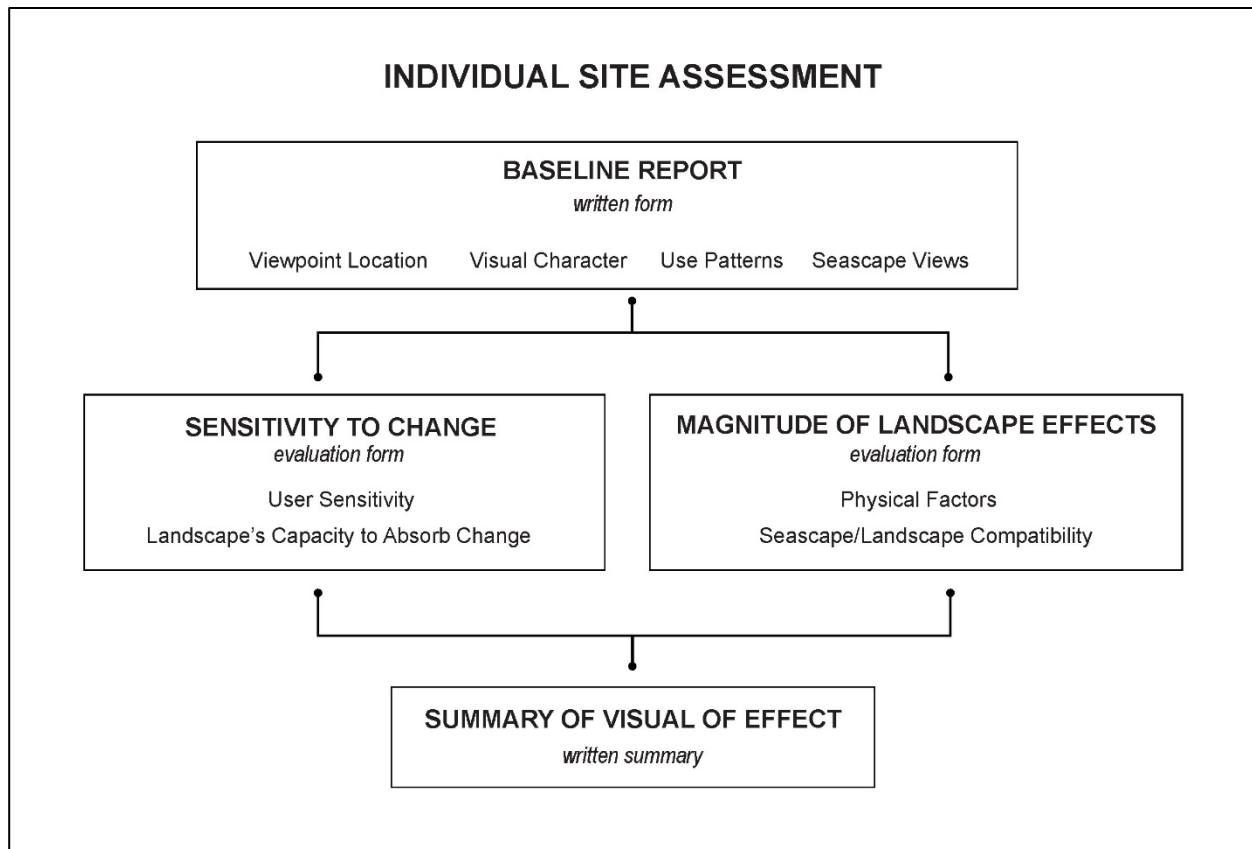 INDIVIDUAL SITE ASSESSMENT
BASELINE REPORT
written form
Viewpoint Location Visual Character Use Patterns Seascape Views
SENSITIVITY TO CHANGE
evaluation form
User Sensitivity
Landscape’s Capacity to Absorb Change
MAGNITUDE OF LANDSCAPE EFFECTS
evaluation form
Physical Factors
Seascape/Landscape Compatibility
SUMMARY OF VISUAL OF EFFECT
written summary